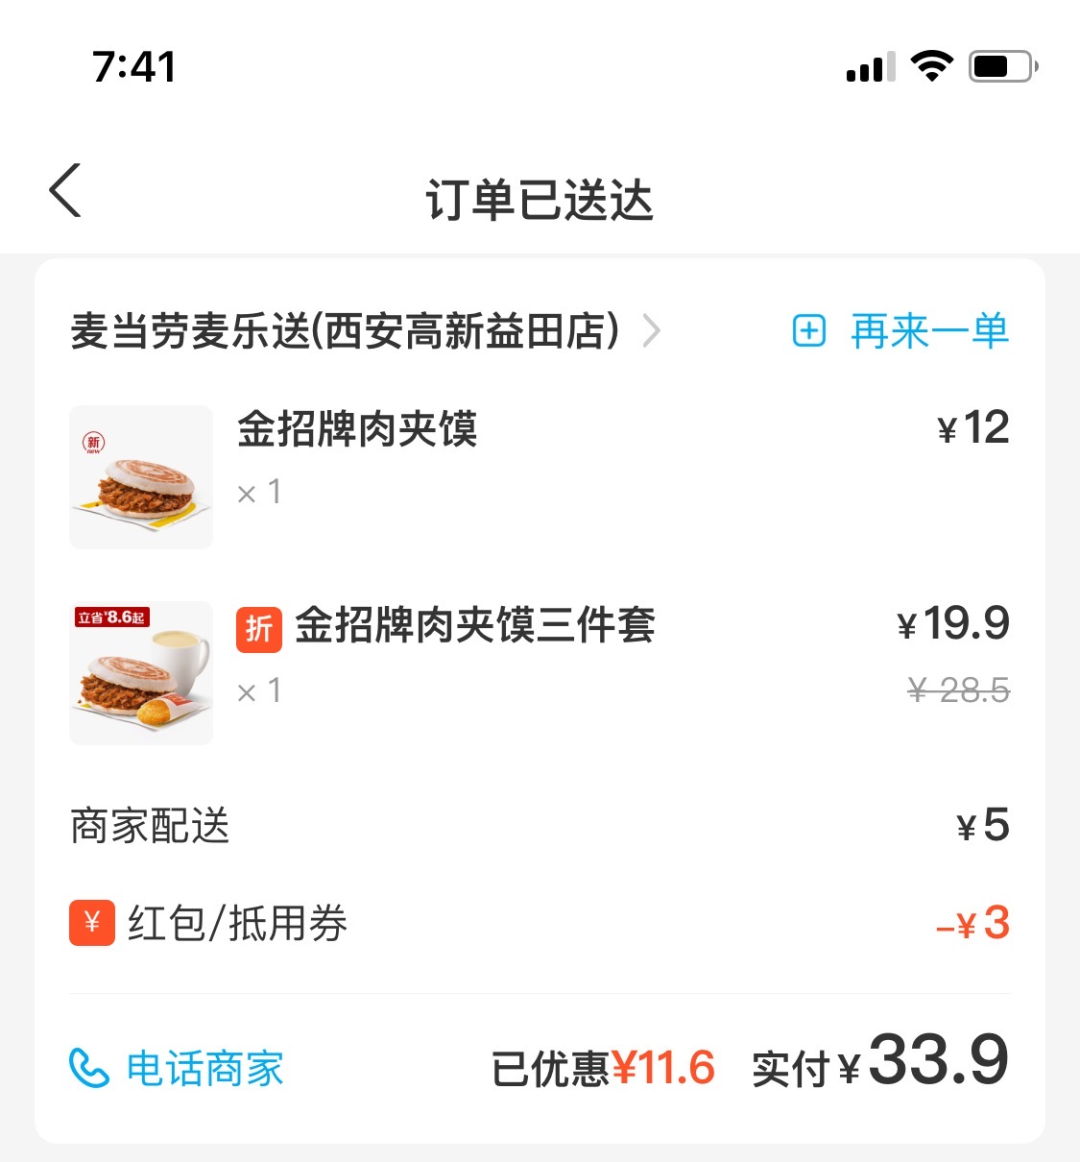 7:41
订单已送达
麦当劳麦乐送(西安高新益田店)
再来一单
新
new
金招牌肉夹馍
¥12
× 1
立省¥8.6起
折 金招牌肉夹馍三件套
¥19.9
× 1
¥ 28.5
商家配送
¥5
¥ 红包/抵用券
-¥3
电话商家
已优惠¥11.6
实付¥33.9